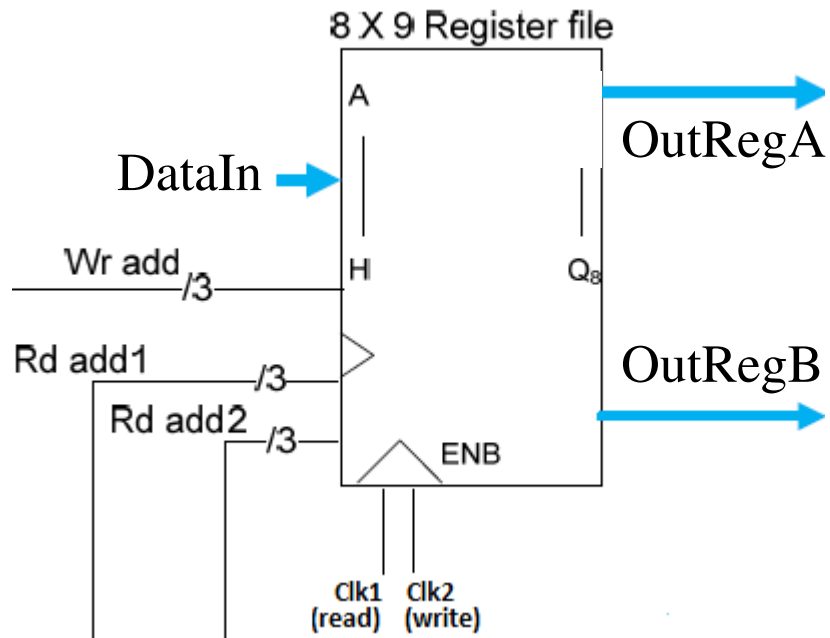 8 X 9 Register file
A
OutRegA
DataIn
Wr add
/3
H
Q8
Rd add1
/3
OutRegB
Rd add2
/3
ENB
Clk1 Clk2
(read) (write)